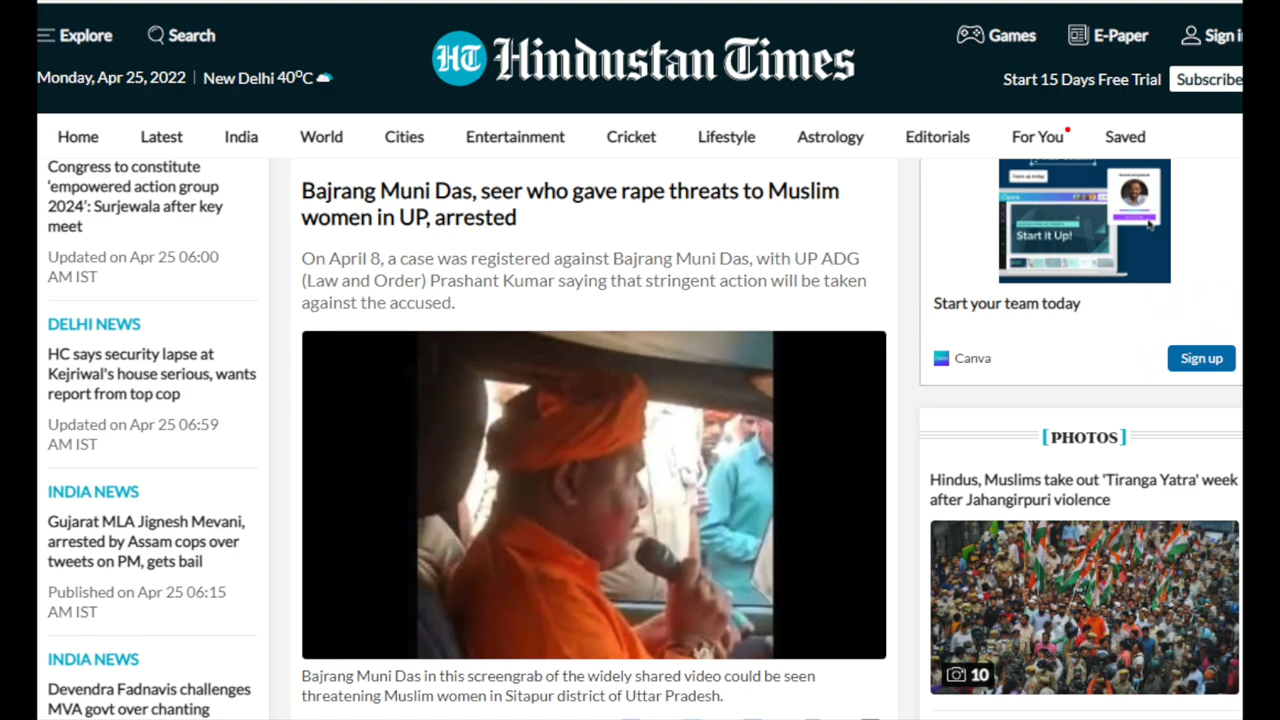 Explore
Search
HT Hindustan Times
Games
E-Paper
Sign i
Monday, Apr 25, 2022 | New Delhi 40ºC
Start 15 Days Free Trial
Subscribe
Home
Latest
India
World
Cities
Entertainment
Cricket
Lifestyle
Astrology
Editorials
For You
Saved
Congress to constitute
‘empowered action group
2024’: Surjewala after key
meet
Updated on Apr 25 06:00
AM IST
DELHI NEWS
HC says security lapse at
Kejriwal's house serious, wants
report from top cop
Updated on Apr 25 06:59
AM IST
INDIA NEWS
Gujarat MLA Jignesh Mevani,
arrested by Assam cops over
tweets on PM, gets bail
Published on Apr 25 06:15
AM IST
INDIA NEWS
Devendra Fadnavis challenges
MVA govt over chanting
Bajrang Muni Das, seer who gave rape threats to Muslim
women in UP, arrested
On April 8, a case was registered against Bajrang Muni Das, with UP ADG
(Law and Order) Prashant Kumar saying that stringent action will be taken
against the accused.
Bajrang Muni Das in this screengrab of the widely shared video could be seen
threatening Muslim women in Sitapur district of Uttar Pradesh.
Start It Up!
Start your team today
Canva
Sign up
[PHOTOS]
Hindus, Muslims take out 'Tiranga Yatra' week
after Jahangirpuri violence
10